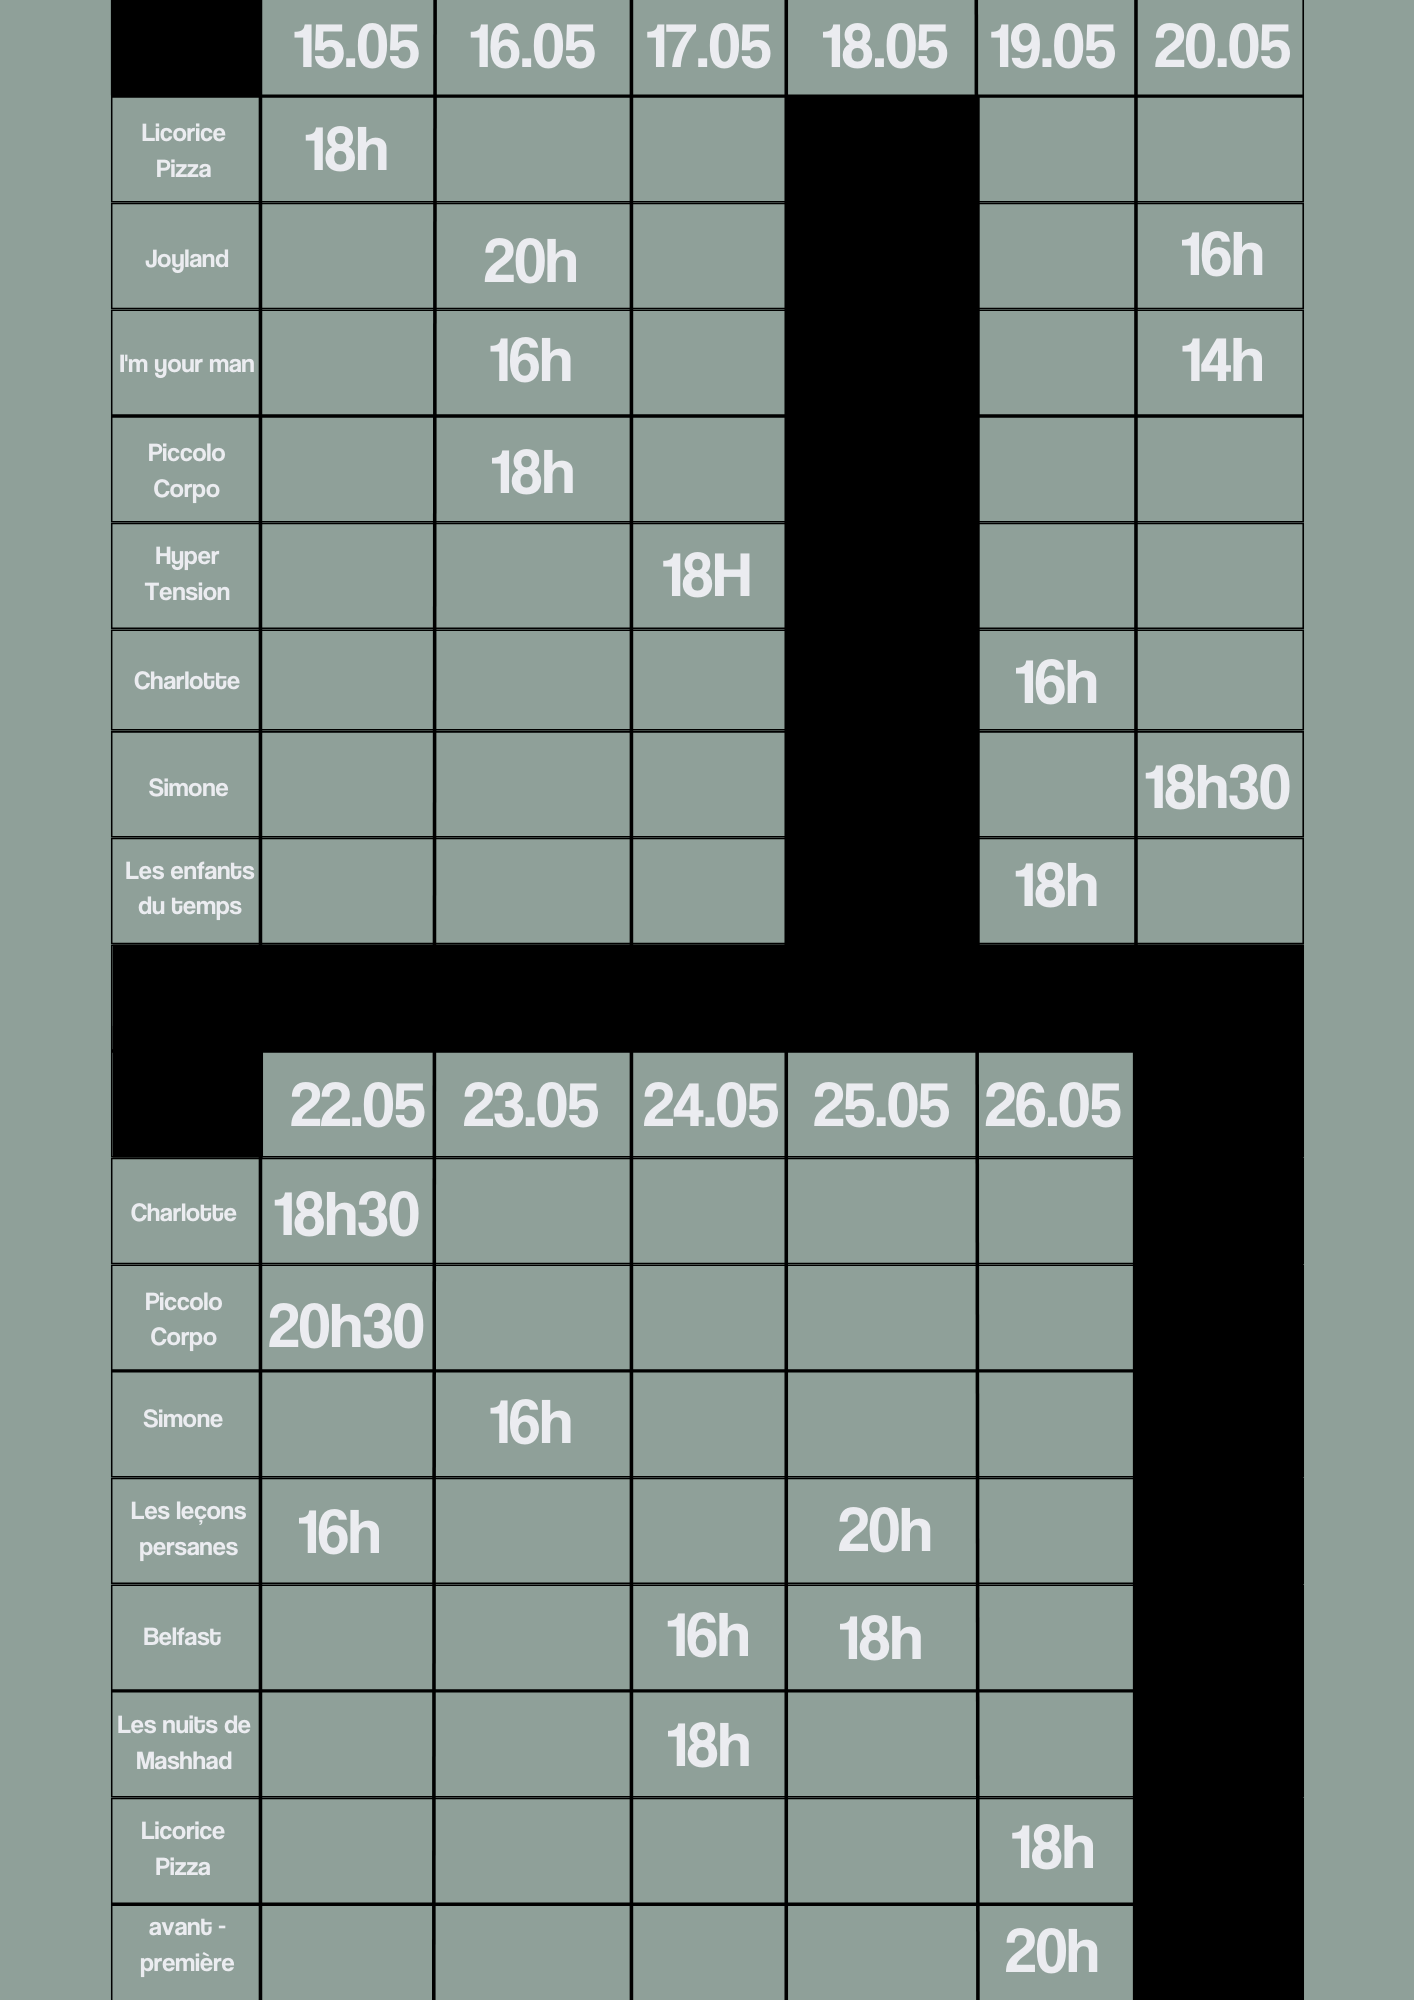 15.05 16.05 17.05 18.05 19.05 20.05
Licorice
Pizza
18h
Joyland 20h 16h
I'm your man 16h 14h
Piccolo
Corpo
18h
Hyper
Tension
18H
Charlotte 16h
Simone 18h30
Les enfants
du temps
18h
22.05 23.05 24.05 25.05 26.05
Charlotte 18h30
Piccolo
Corpo
20h30
Simone 16h
Les leçons
persanes
16h 20h
Belfast 16h 18h
Les nuits de
Mashhad
18h
Licorice
Pizza
18h
avant -
première
20h